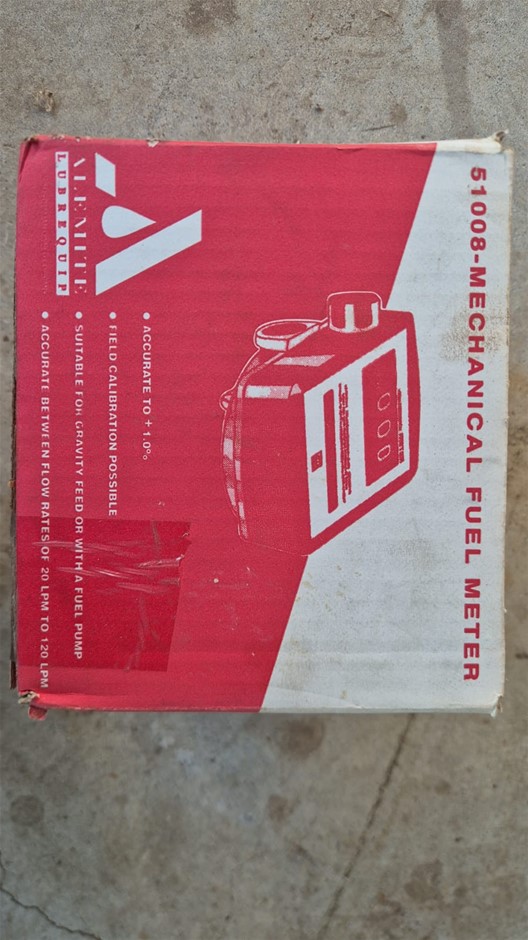 51008-MECHANICAL FUEL METER
000
ACCURATE TO + 1.0%
FIELD CALIBRATION POSSIBLE
SUITABLE FOR GRAVITY FEED OR WITH A FUEL PUMP
ACCURATE BETWEEN FLOW RATES OF 20 LPM TO 120 LPM
ALEMITE
LUBREQUIP